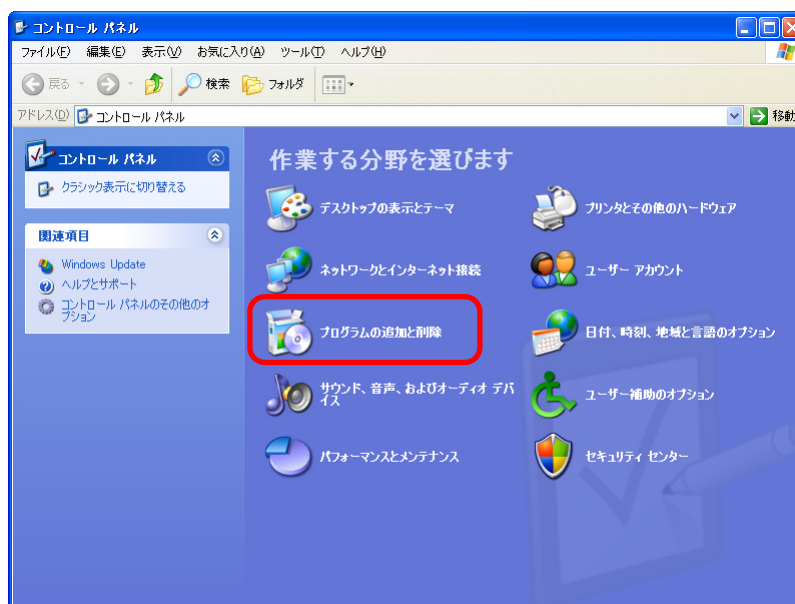 コントロール パネル
ファイル(F) 編集(E) 表示(V) お気に入り(A) ツール(T) ヘルプ(H)
戻る 検索 フォルダ
アドレス(D) コントロール パネル 移動
コントロール パネル
クラシック表示に切り替える
関連項目
Windows Update
ヘルプとサポート
コントロール パネルのその他のオ
プション
作業する分野を選びます
デスクトップの表示とテーマ
プリンタとその他のハードウェア
ネットワークとインターネット接続
ユーザー アカウント
プログラムの追加と削除
日付、時刻、地域と言語のオプション
サウンド、音声、およびオーディオ デバ
イス
ユーザー補助のオプション
パフォーマンスとメンテナンス
セキュリティ センター